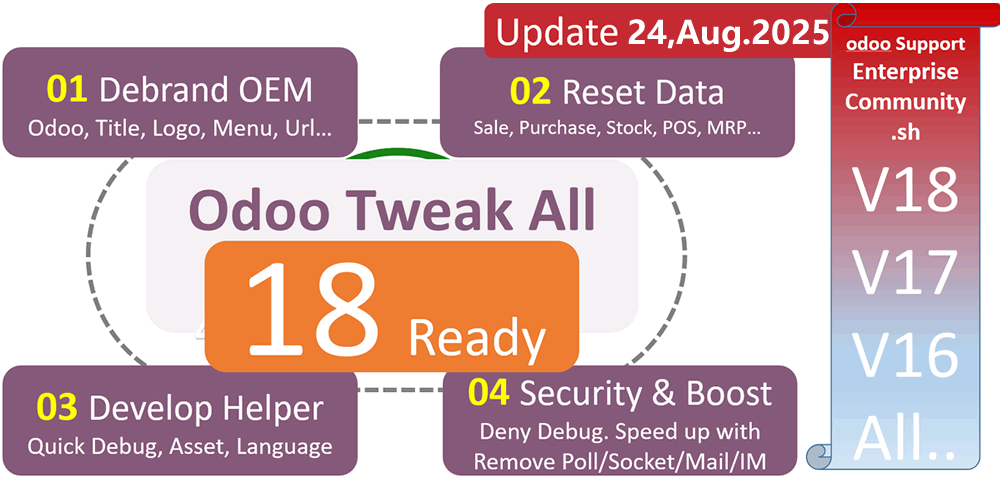 Update 24,Aug.2025
01 Debrand OEM
Odoo, Title, Logo, Menu, Url...
02 Reset Data
Sale, Purchase, Stock, POS, MRP...
Odoo Tweak All
18 Ready
03 Develop Helper
Quick Debug, Asset, Language
04 Security & Boost
Deny Debug. Speed up with
Remove Poll/Socket/Mail/IM
odoo Support
Enterprise
Community
.sh
V18
V17
V16
All..